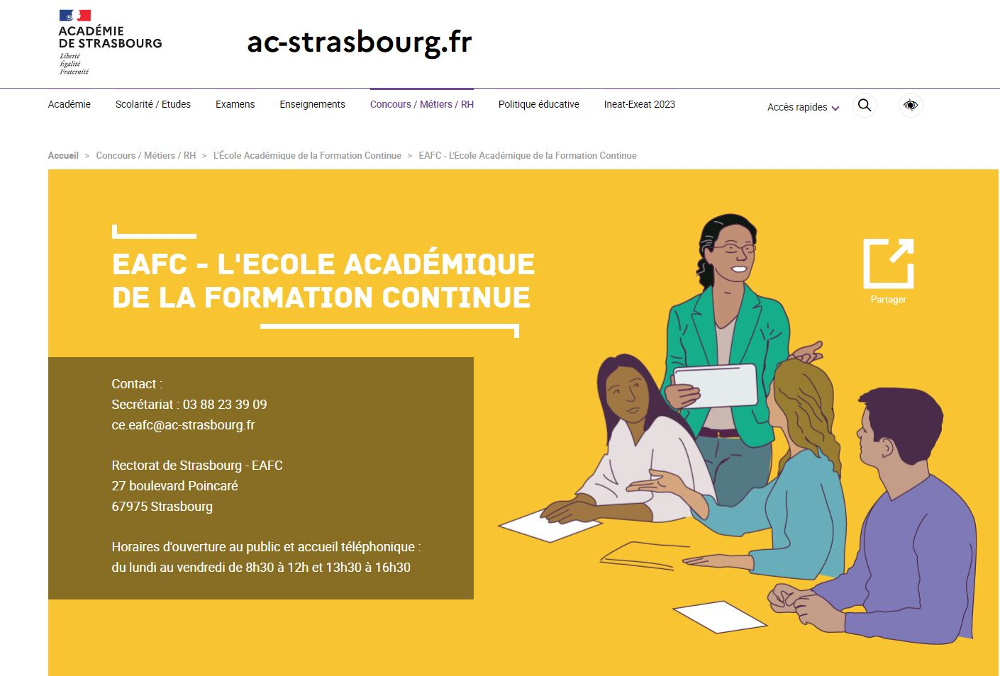 ACADÉMIE
DE STRASBOURG
Liberté
Égalité
Fraternité
ac-strasbourg.fr
Académie
Scolarité / Etudes
Examens
Enseignements
Concours / Métiers / RH
Politique éducative
Ineat-Exeat 2023
Accès rapides
Accueil > Concours / Métiers / RH > L'École Académique de la Formation Continue > EAFC - L'Ecole Académique de la Formation Continue
EAFC - L'ECOLE ACADÉMIQUE
DE LA FORMATION CONTINUE
Partager
Contact :
Secrétariat : 03 88 23 39 09
ce.eafc@ac-strasbourg.fr
Rectorat de Strasbourg - EAFC
27 boulevard Poincaré
67975 Strasbourg
Horaires d'ouverture au public et accueil téléphonique :
du lundi au vendredi de 8h30 à 12h et 13h30 à 16h30